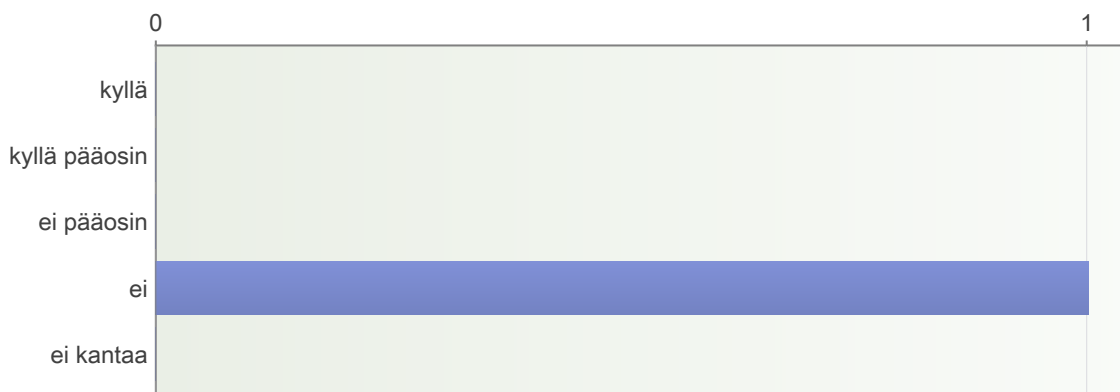 0 1
kyllä
kyllä pääosin
ei pääosin
ei
ei kantaa